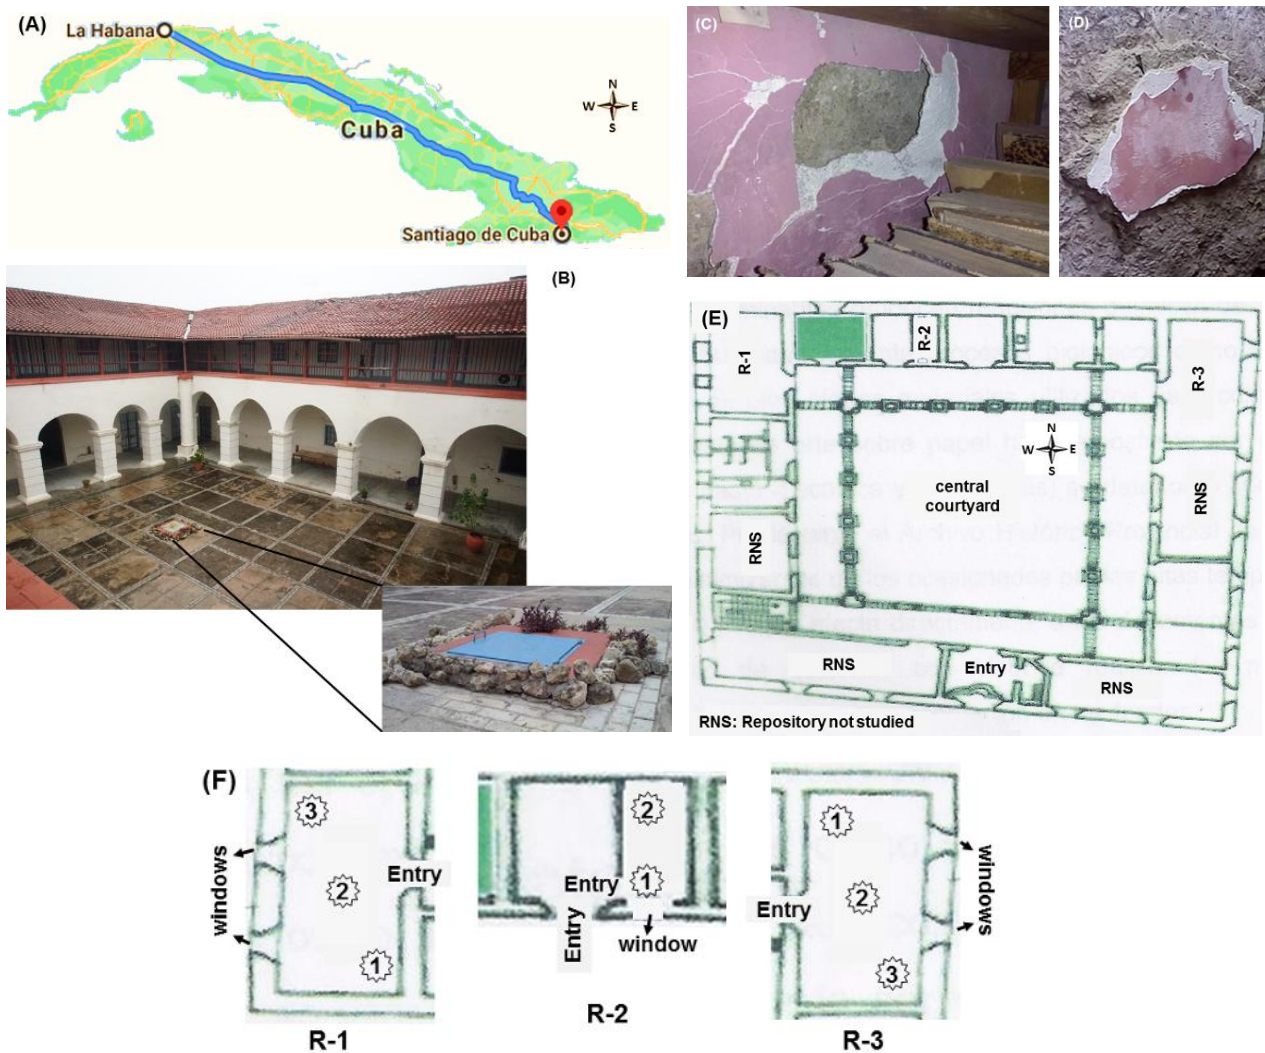 (A)
La Habana
Cuba
Santiago de Cuba
N
W E
S
(B)
(C)
(D)
(E)
R-1
R-2
R-3
N
W E
S
central
courtyard
RNS
RNS
RNS
Entry
RNS
RNS: Repository not studied
(F)
windows
3
2
1
Entry
R-1
2
1
Entry
Entry
window
R-2
1
2
3
Entry
windows
R-3